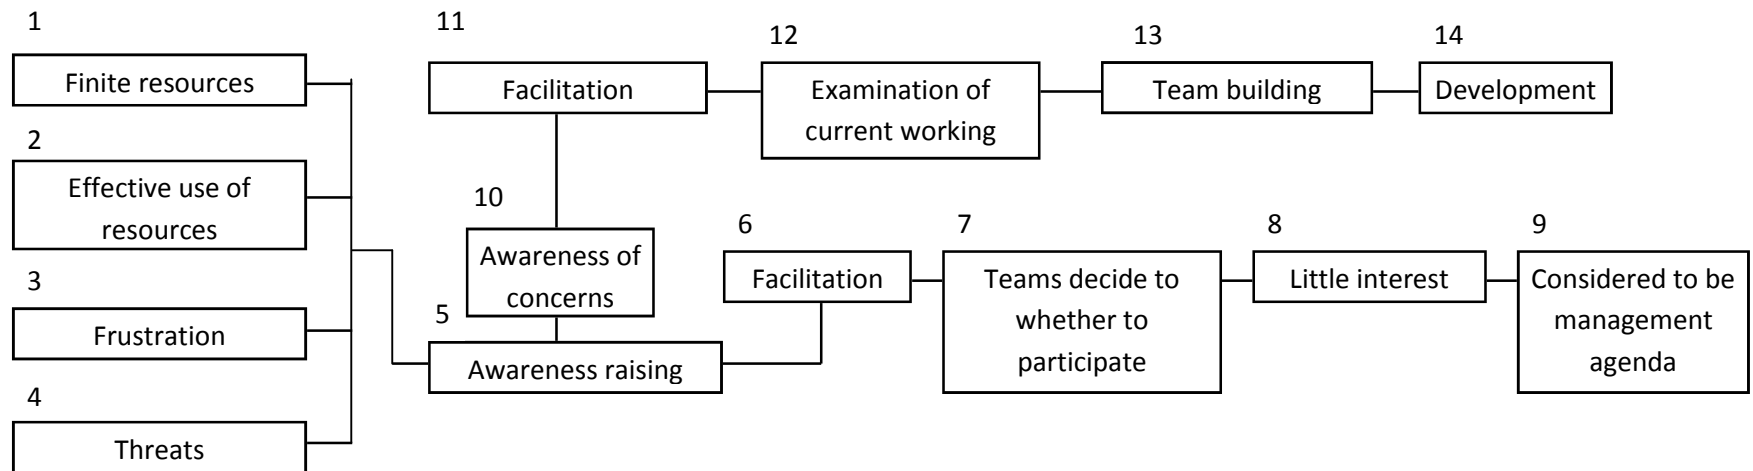 1
Finite resources
2
Effective use of
resources
3
Frustration
4
Threats
5
Awareness raising
6
Facilitation
7
Teams decide to
whether to
participate
8
Little interest
9
Considered to be
management
agenda
10
Awareness of
concerns
11
Facilitation
12
Examination of
current working
13
Team building
14
Development